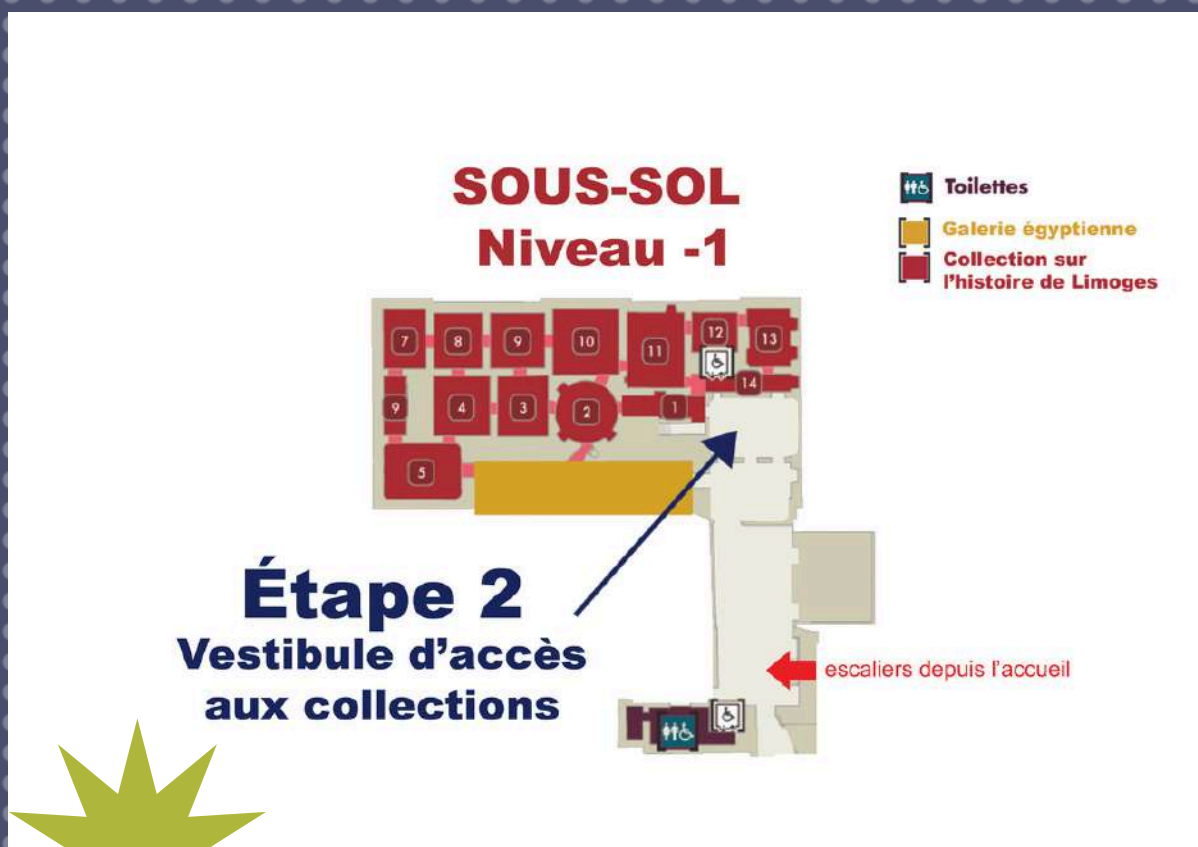 SOUS-SOL
Niveau -1
Toilettes
Galerie égyptienne
Collection sur
l'histoire de Limoges
7
8
9
10
11
12
13
14
9
4
3
2
1
5
Étape 2
Vestibule d'accès
aux collections
escaliers depuis l'accueil